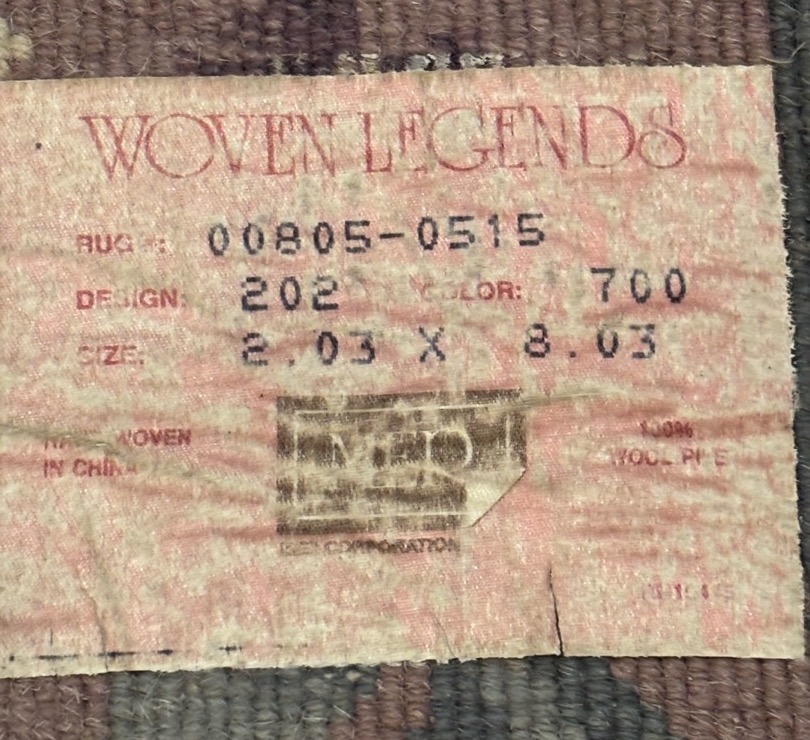 WOVEN LEGENDS
RUG #: 00805-0515
DESIGN: 202 COLOR: 700
SIZE: 2.03 X 8.03
HAND WOVEN
IN CHINA
100%
WOOL PILE
CORPORATION